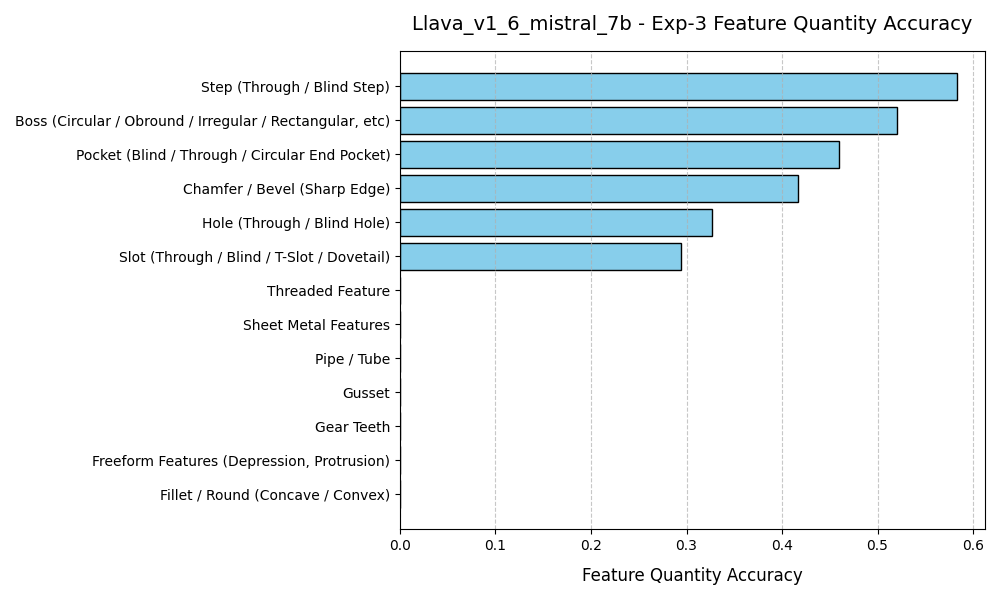 Llava_v1_6_mistral_7b - Exp-3 Feature Quantity Accuracy
Step (Through / Blind Step)
Boss (Circular / Obround / Irregular / Rectangular, etc)
Pocket (Blind / Through / Circular End Pocket)
Chamfer / Bevel (Sharp Edge)
Hole (Through / Blind Hole)
Slot (Through / Blind / T-Slot / Dovetail)
Threaded Feature
Sheet Metal Features
Pipe / Tube
Gusset
Gear Teeth
Freeform Features (Depression, Protrusion)
Fillet / Round (Concave / Convex)
0.0 0.1 0.2 0.3 0.4 0.5 0.6
Feature Quantity Accuracy